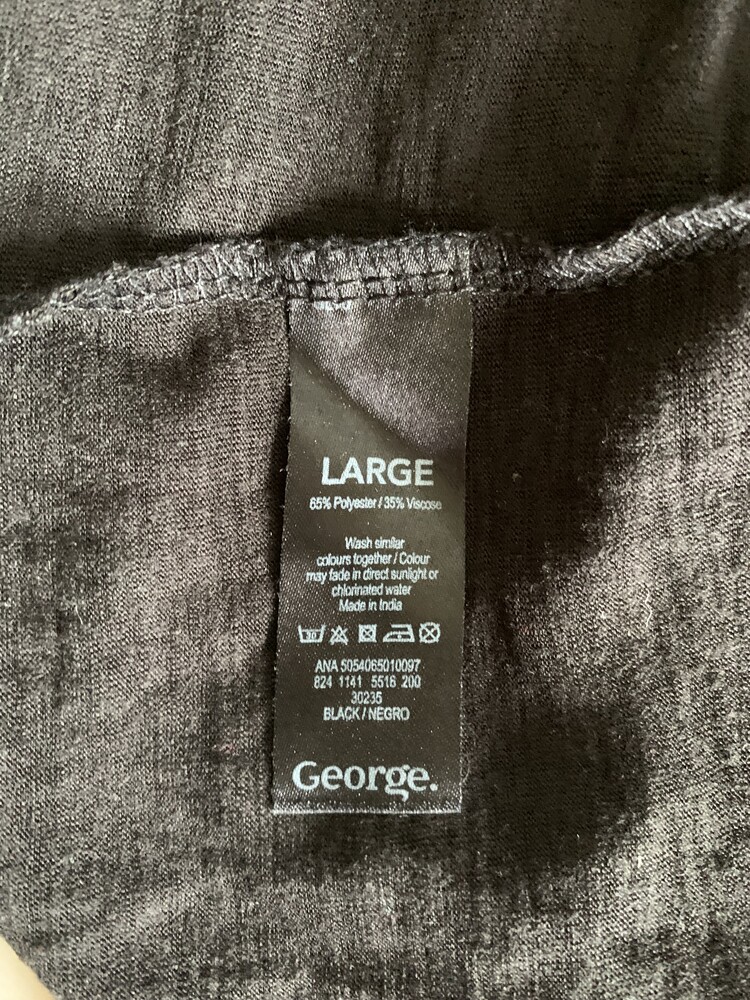 LARGE
65% Polyester / 35% Viscose
Wash similar
colours together / Colour
may fade in direct sunlight or
chlorinated water
Made in India
30
ANA 5054065010097
824 1141 5516 200
30235
BLACK / NEGRO
George.